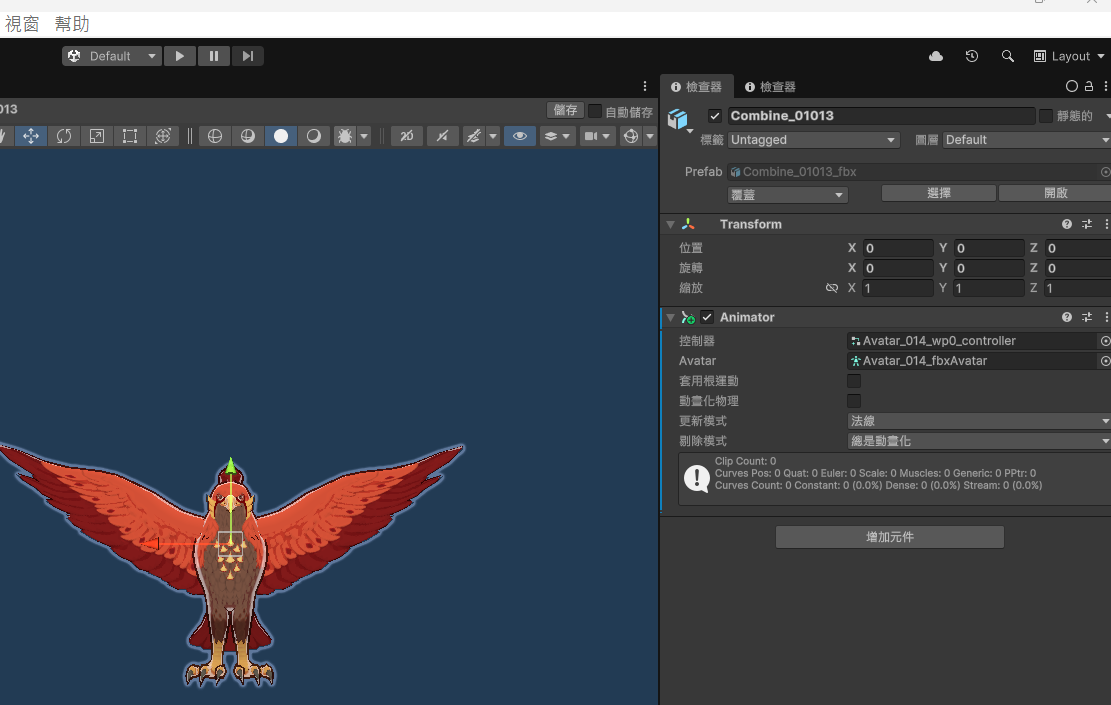 視窗 幫助
Default
Layout
013
儲存 自動儲存
2D
檢查器 檢查器
Combine_01013 靜態的
標籤 Untagged 圖層 Default
Prefab Combine_01013_fbx
覆蓋 選擇 開啟
Transform
位置 X 0 Y 0 Z 0
旋轉 X 0 Y 0 Z 0
縮放 X 1 Y 1 Z 1
Animator
控制器 Avatar_014_wp0_controller
Avatar Avatar_014_fbxAvatar
套用根運動
動畫化物理
更新模式 法線
剔除模式 總是動畫化
Clip Count: 0
Curves Pos: 0 Quat: 0 Euler: 0 Scale: 0 Muscles: 0 Generic: 0 PPtr: 0
Curves Count: 0 Constant: 0 (0.0%) Dense: 0 (0.0%) Stream: 0 (0.0%)
增加元件